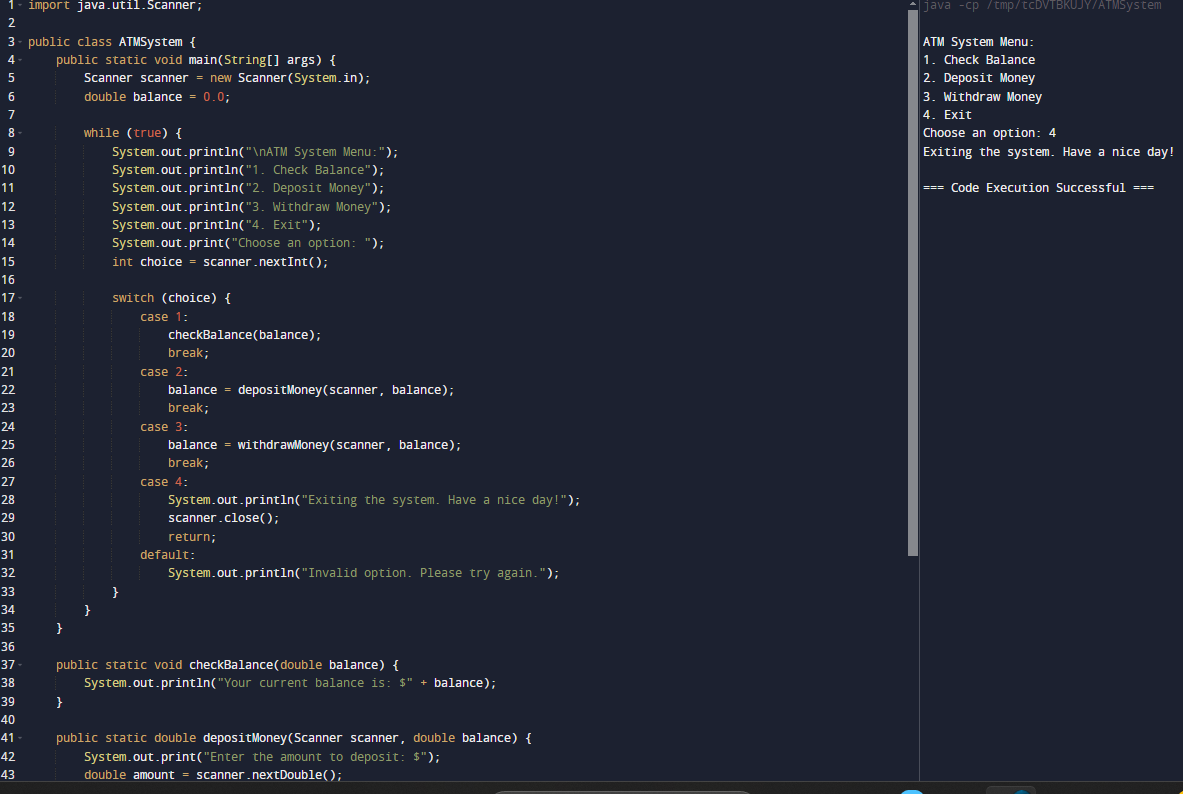 1 import java.util.Scanner;
2
3 public class ATMSystem {
4     public static void main(String[] args) {
5         Scanner scanner = new Scanner(System.in);
6         double balance = 0.0;
7
8         while (true) {
9             System.out.println("\nATM System Menu:");
10             System.out.println("1. Check Balance");
11             System.out.println("2. Deposit Money");
12             System.out.println("3. Withdraw Money");
13             System.out.println("4. Exit");
14             System.out.print("Choose an option: ");
15             int choice = scanner.nextInt();
16
17             switch (choice) {
18                 case 1:
19                     checkBalance(balance);
20                     break;
21                 case 2:
22                     balance = depositMoney(scanner, balance);
23                     break;
24                 case 3:
25                     balance = withdrawMoney(scanner, balance);
26                     break;
27                 case 4:
28                     System.out.println("Exiting the system. Have a nice day!");
29                     scanner.close();
30                     return;
31                 default:
32                     System.out.println("Invalid option. Please try again.");
33             }
34         }
35     }
36
37     public static void checkBalance(double balance) {
38         System.out.println("Your current balance is: $" + balance);
39     }
40
41     public static double depositMoney(Scanner scanner, double balance) {
42         System.out.print("Enter the amount to deposit: $");
43         double amount = scanner.nextDouble();
java -cp /tmp/tcDVTBKUJY/ATMSystem
ATM System Menu:
1. Check Balance
2. Deposit Money
3. Withdraw Money
4. Exit
Choose an option: 4
Exiting the system. Have a nice day!
=== Code Execution Successful ===